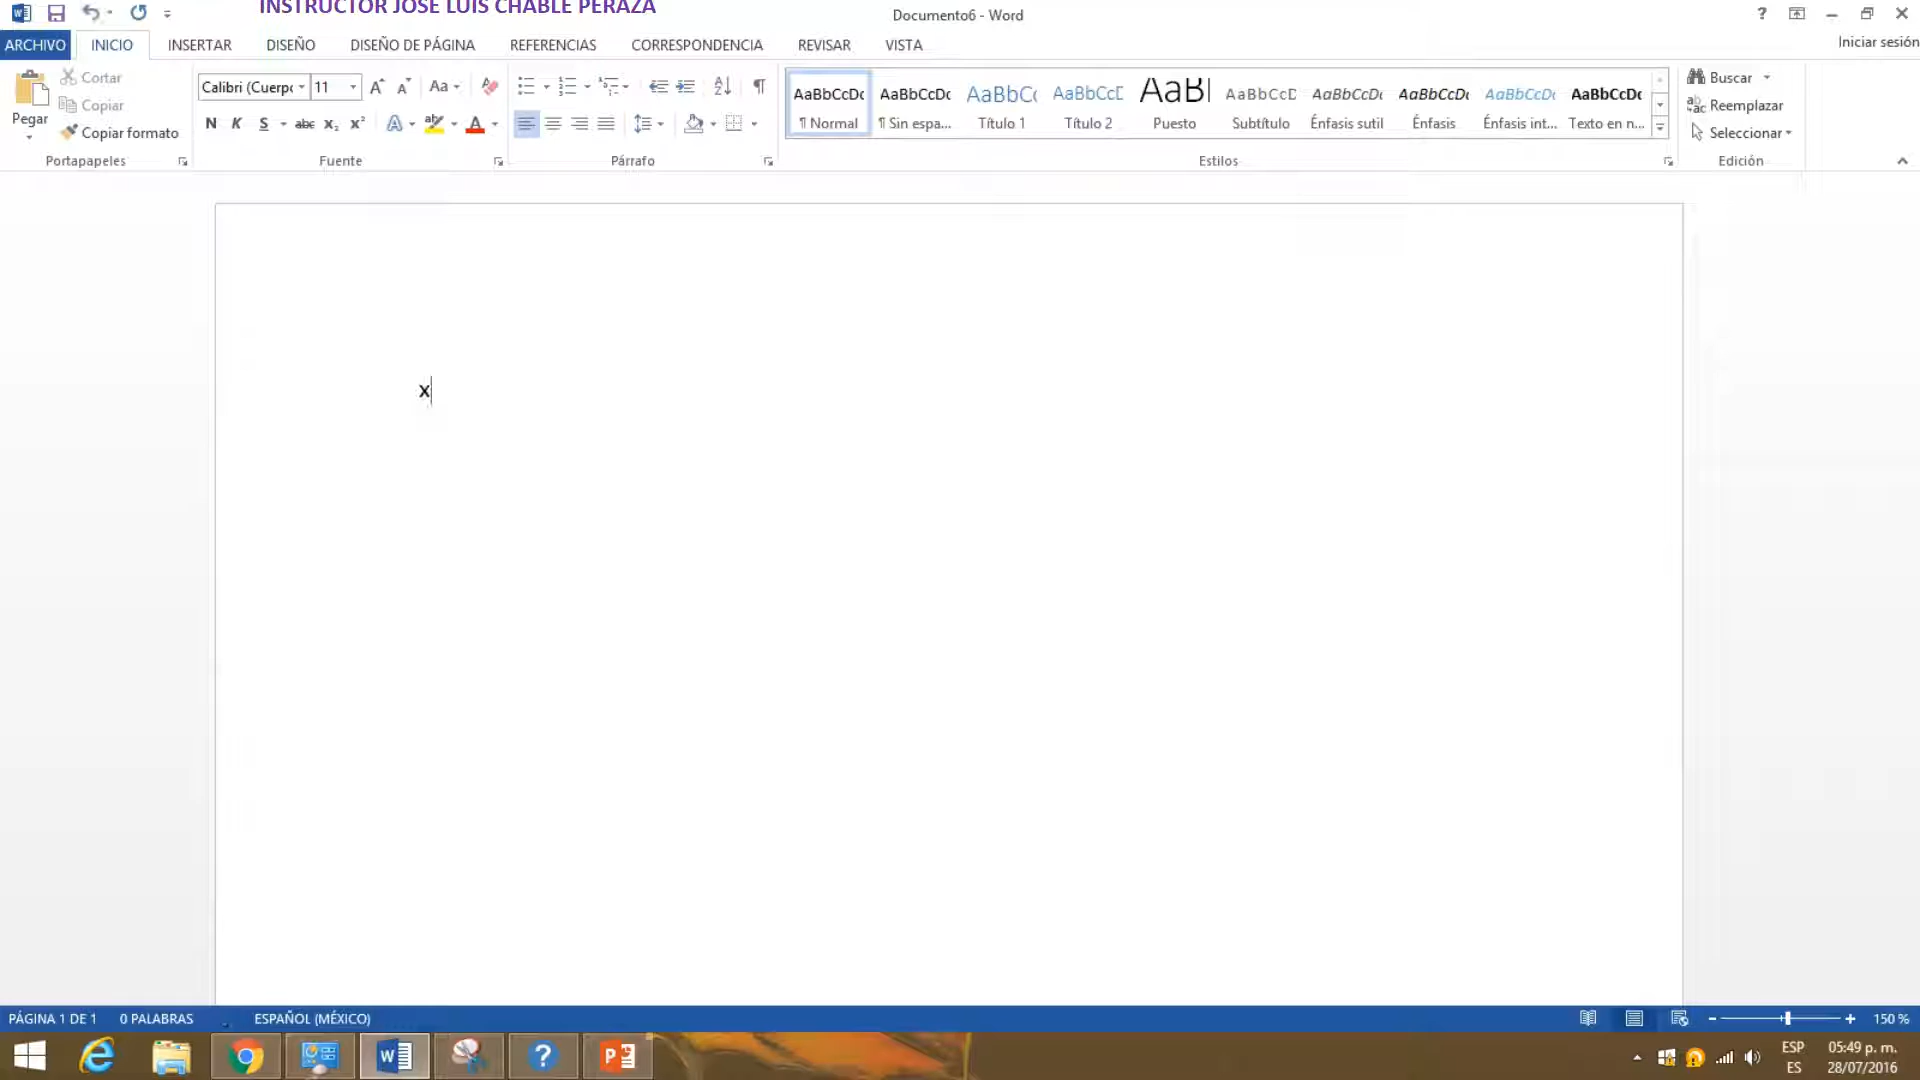 INSTRUCTOR JOSE LUIS CHABLE PERAZA
Documento6 - Word
?
ARCHIVO INICIO INSERTAR DISEÑO DISEÑO DE PÁGINA REFERENCIAS CORRESPONDENCIA REVISAR VISTA Iniciar sesión
Pegar
Cortar
Copiar
Copiar formato
Portapapeles
Calibri (Cuerpo 11 Aa
N K S abc x₂ x² A ab A
Fuente
Párrafo
AaBbCcDc AaBbCcDc AaBbC( AaBbCcD AaB AaBbCcD AaBbCcDc AaBbCcDc AaBbCcDc AaBbCcDc
¶ Normal ¶ Sin espa... Título 1 Título 2 Puesto Subtítulo Énfasis sutil Énfasis Énfasis int... Texto en n...
Estilos
Buscar
Reemplazar
Seleccionar
Edición
x
PÁGINA 1 DE 1 0 PALABRAS ESPAÑOL (MÉXICO) 150 %
ESP
ES
05:49 p. m.
28/07/2016